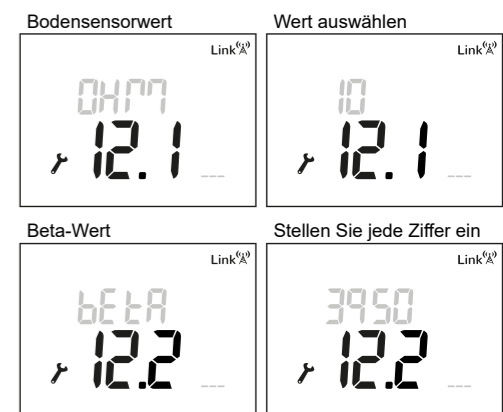 Bodensensorwert
Link
OHM
12.1
---
Wert auswählen
Link
10
12.1
---
Beta-Wert
Link
bEtA
12.2
---
Stellen Sie jede Ziffer ein
Link
3950
12.2
---